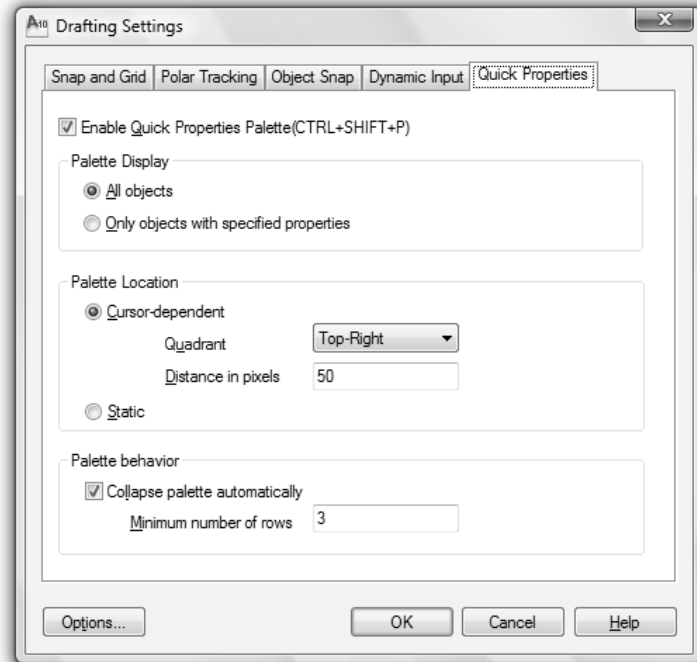 A10 Drafting Settings
Snap and Grid Polar Tracking Object Snap Dynamic Input Quick Properties
Enable Quick Properties Palette(CTRL+SHIFT+P)
Palette Display
All objects
Only objects with specified properties
Palette Location
Cursor-dependent
Quadrant Top-Right
Distance in pixels 50
Static
Palette behavior
Collapse palette automatically
Minimum number of rows 3
Options... OK Cancel Help